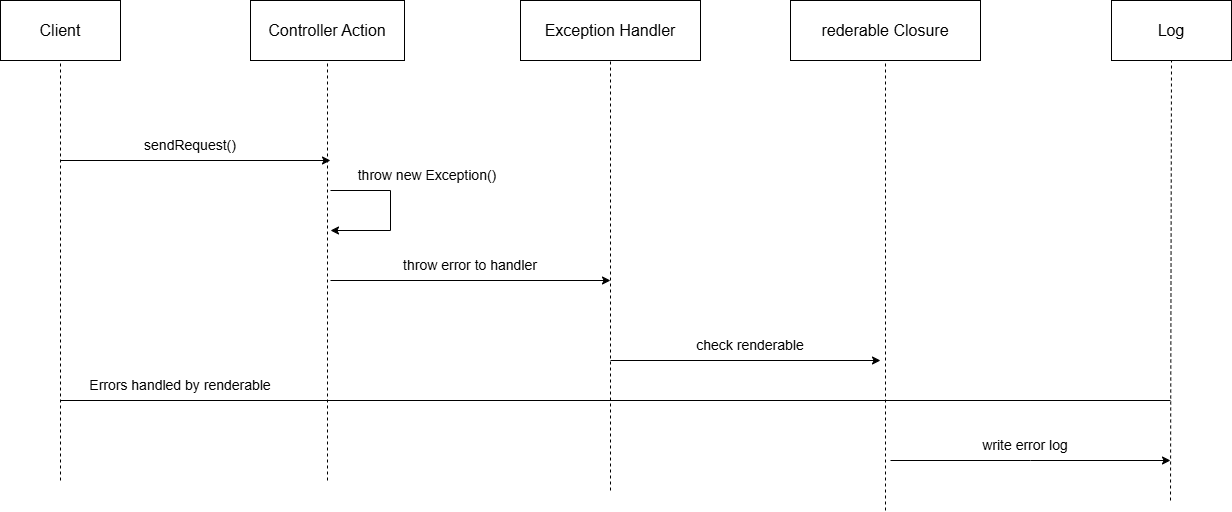 Client
Controller Action
Exception Handler
rederable Closure
Log
sendRequest()
throw new Exception()
throw error to handler
check renderable
Errors handled by renderable
write error log